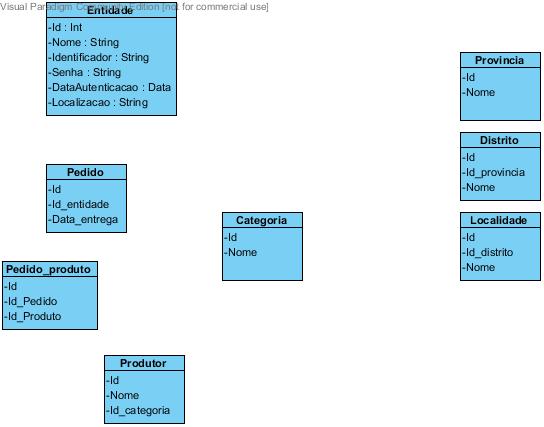 Visual Paradigm Community Edition [not for commercial use]
Entidade
-Id : Int
-Nome : String
-Identificador : String
-Senha : String
-DataAutenticacao : Data
-Localizacao : String
Provincia
-Id
-Nome
Distrito
-Id
-Id_provincia
-Nome
Pedido
-Id
-Id_entidade
-Data_entrega
Categoria
-Id
-Nome
Localidade
-Id
-Id_distrito
-Nome
Pedido_produto
-Id
-Id_Pedido
-Id_Produto
Produtor
-Id
-Nome
-Id_categoria